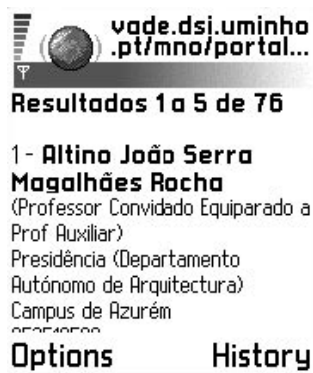 vade.dsi.uminho
.pt/mno/portal...
Resultados 1 a 5 de 76
1- Altino João Serra
Magalhães Rocha
(Professor Convidado Equiparado a
Prof Auxiliar)
Presidência (Departamento
Autónomo de Arquitectura)
Campus de Azurém
Options History